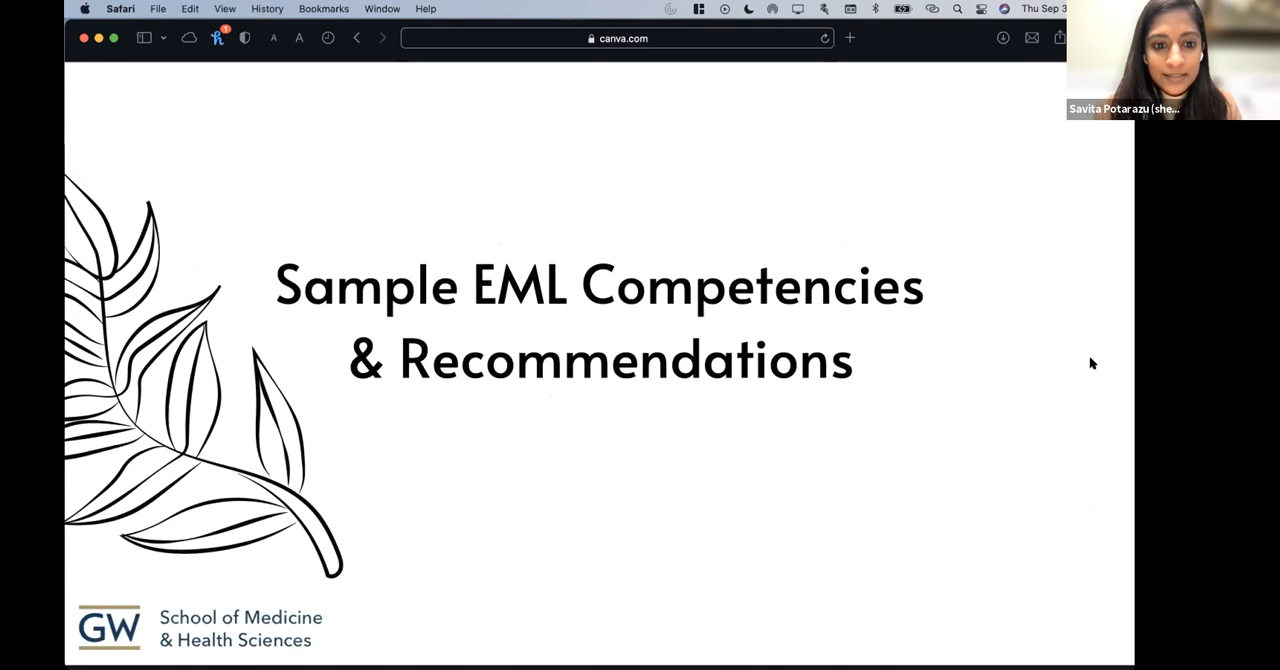 Safari File Edit View History Bookmarks Window Help
Thu Sep 3
1
A A
canva.com
Savita Potarazu (she...
Sample EML Competencies
& Recommendations
GW
School of Medicine
& Health Sciences